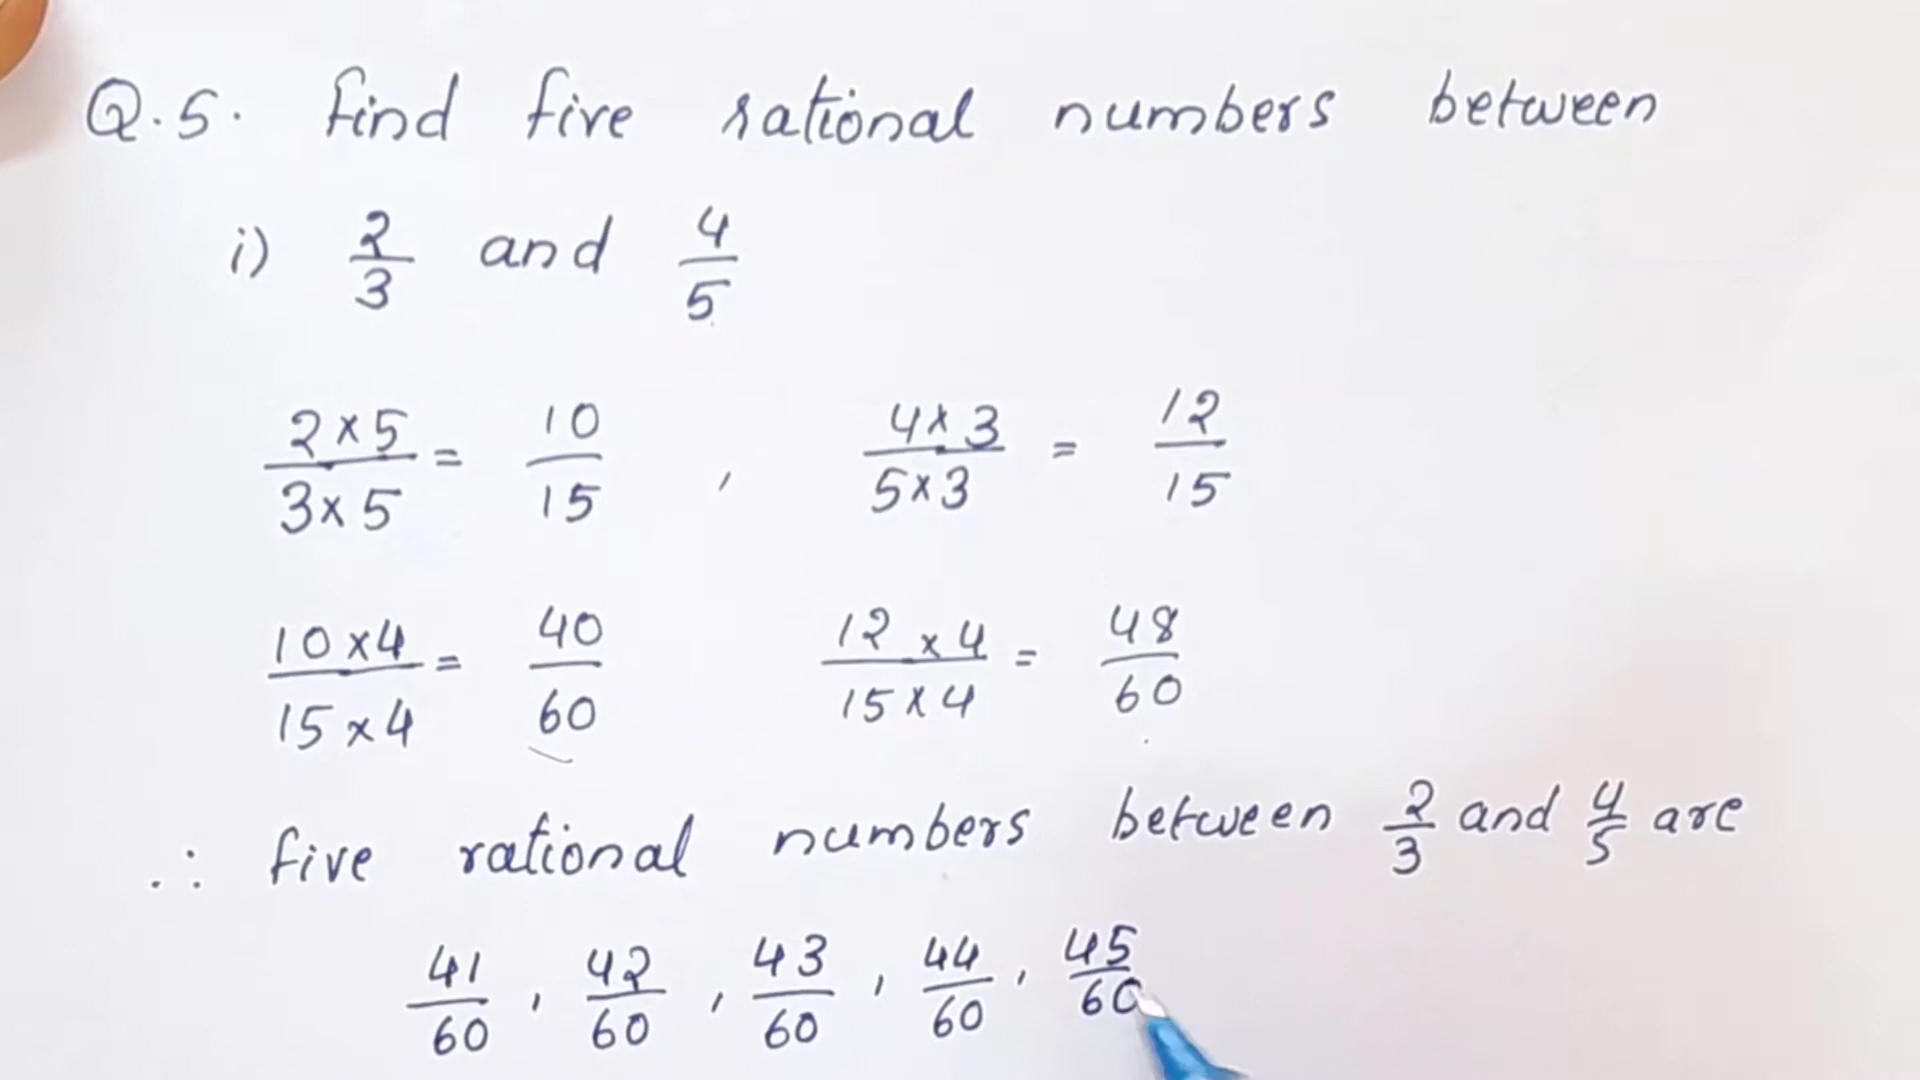 Q.5. find five rational numbers between
i) 2/3 and 4/5
2×5/3×5 = 10/15 , 4×3/5×3 = 12/15
10×4/15×4 = 40/60 12×4/15×4 = 48/60
∴ five rational numbers between 2/3 and 4/5 are
41/60 , 42/60 , 43/60 , 44/60 , 45/60